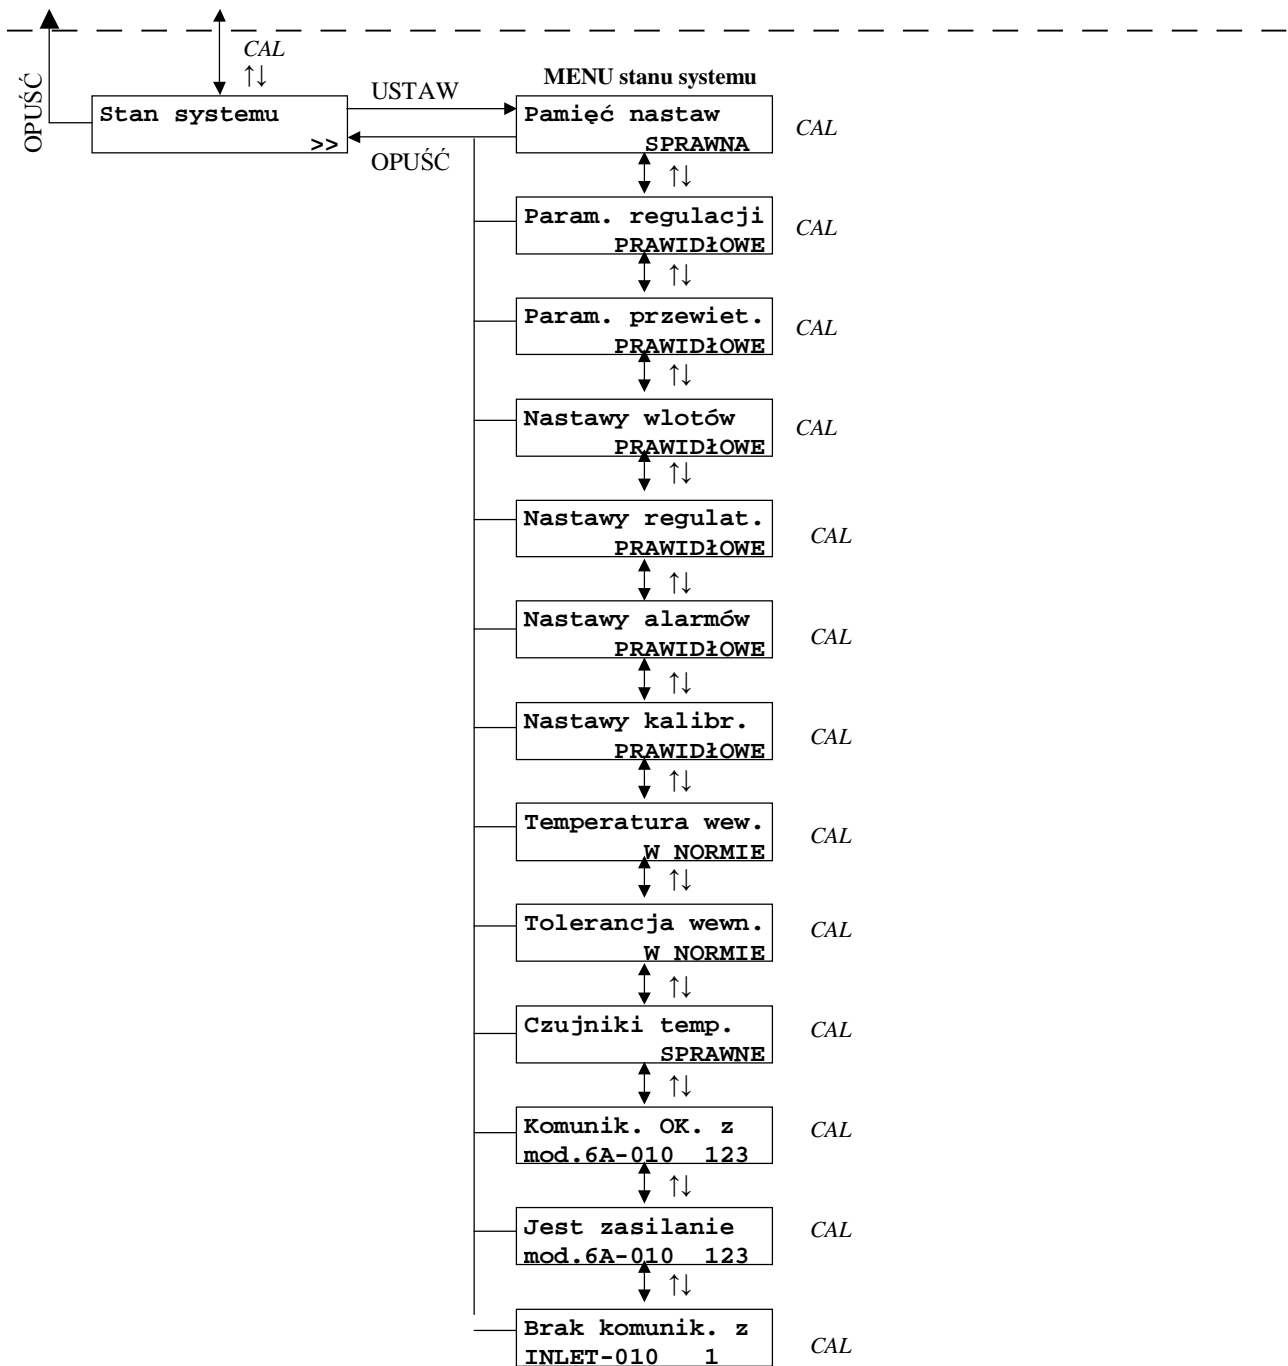 CAL
↑↓
OPUŚĆ
MENU stanu systemu
Stan systemu
>>
USTAW
OPUŚĆ
Pamięć nastaw
SPRAWNA
CAL
↑↓
Param. regulacji
PRAWIDłOWE
CAL
↑↓
Param. przewiet.
PRAWIDłOWE
CAL
↑↓
Nastawy wlotów
PRAWIDłOWE
CAL
↑↓
Nastawy regulat.
PRAWIDłOWE
CAL
↑↓
Nastawy alarmów
PRAWIDłOWE
CAL
↑↓
Nastawy kalibr.
PRAWIDłOWE
CAL
↑↓
Temperatura wew.
W NORMIE
CAL
↑↓
Tolerancja wewn.
W NORMIE
CAL
↑↓
Czujniki temp.
SPRAWNE
CAL
↑↓
Komunik. OK. z
mod.6A-010 123
CAL
↑↓
Jest zasilanie
mod.6A-010 123
CAL
↑↓
Brak komunik. z
INLET-010 1
CAL